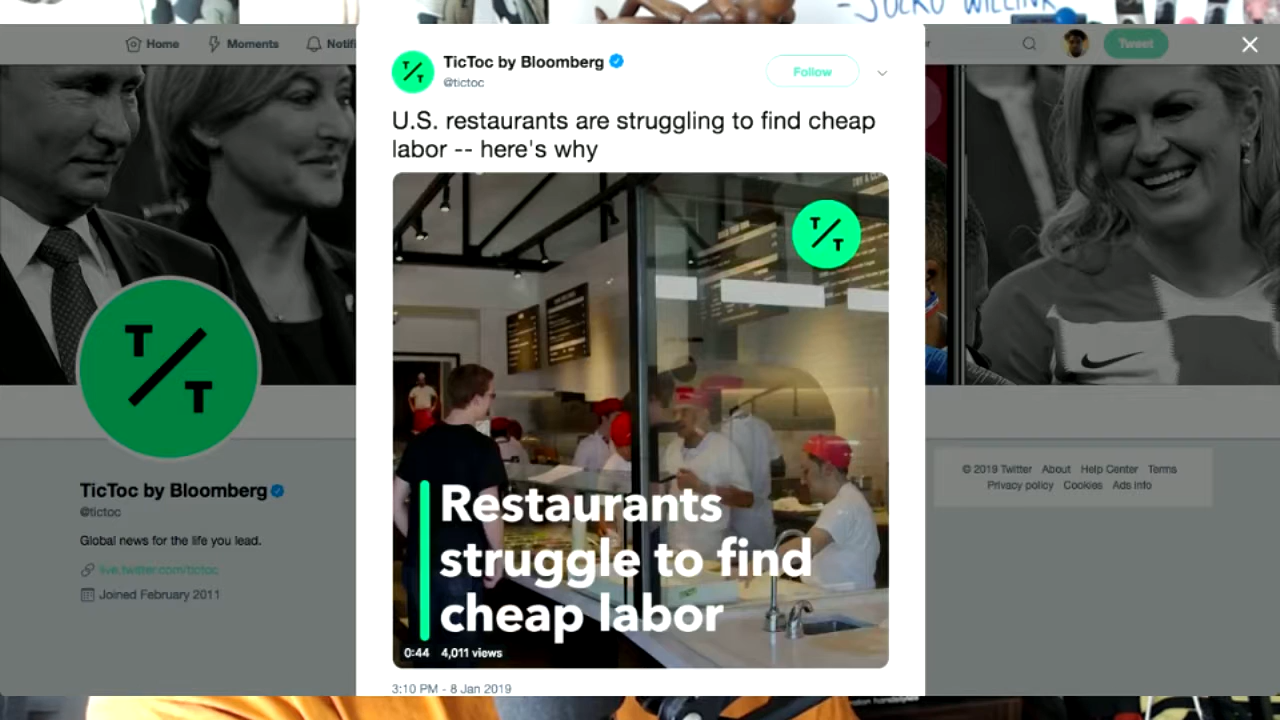 -JOCKO WILLINK
Home
Moments
Notifi
Tweet
TicToc by Bloomberg
@tictoc
Follow
U.S. restaurants are struggling to find cheap
labor -- here's why
T/T
Restaurants
struggle to find
cheap labor
0:44 4,011 views
3:10 PM - 8 Jan 2019
T/T
TicToc by Bloomberg
@tictoc
Global news for the life you lead.
live.twitter.com/tictoc
Joined February 2011
© 2019 Twitter About Help Center Terms
Privacy policy Cookies Ads info